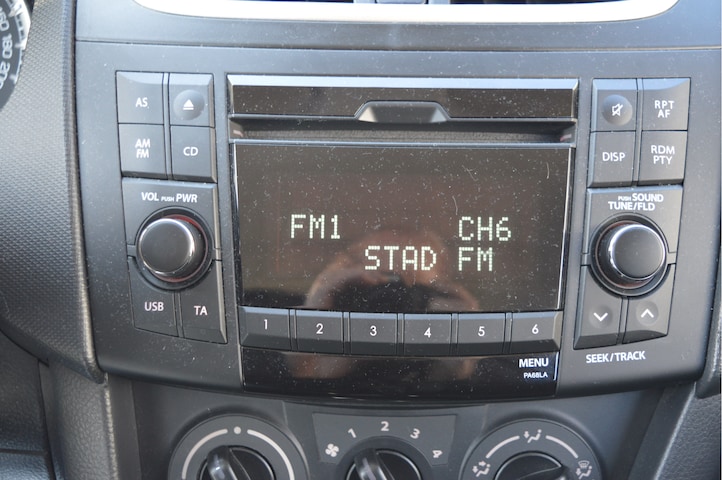 AS
RPT
AF
AM
FM
CD
DISP
RDM
PTY
VOL PUSH PWR
PUSH SOUND
TUNE/FLD
FM1 CH6
STAD FM
USB TA
1 2 3 4 5 6
MENU
PA68LA
SEEK/TRACK
1 2 3 4